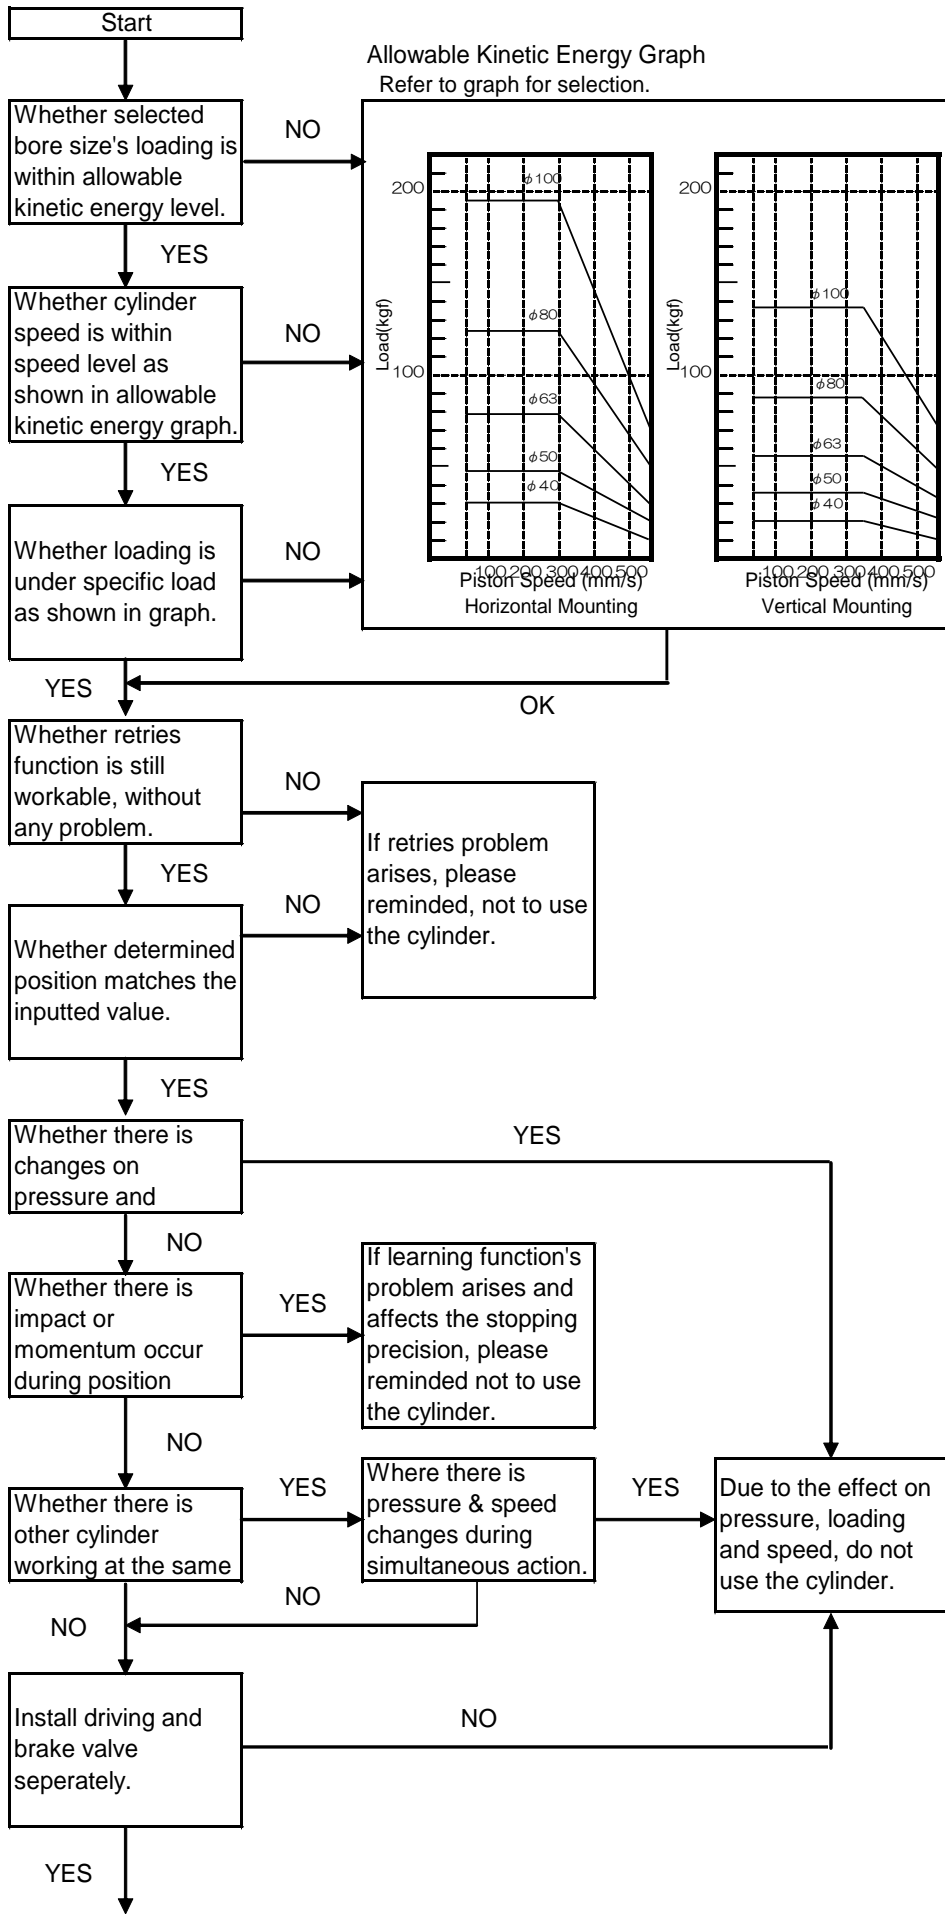 Start
Allowable Kinetic Energy Graph
Refer to graph for selection.
Whether selected
bore size's loading is
within allowable
kinetic energy level.
NO
YES
Whether cylinder
speed is within
speed level as
shown in allowable
kinetic energy graph.
NO
YES
Whether loading is
under specific load
as shown in graph.
NO
YES
200
100
Load(kgf)
φ100
φ80
φ63
φ50
φ40
100 200 300 400 500
Piston Speed (mm/s)
Horizontal Mounting
200
100
Load(kgf)
φ100
φ80
φ63
φ50
φ40
100 200 300 400 500
Piston Speed (mm/s)
Vertical Mounting
OK
Whether retries
function is still
workable, without
any problem.
NO
YES
If retries problem
arises, please
reminded, not to use
the cylinder.
NO
Whether determined
position matches the
inputted value.
YES
Whether there is
changes on
pressure and
YES
NO
Whether there is
impact or
momentum occur
during position
YES
If learning function's
problem arises and
affects the stopping
precision, please
reminded not to use
the cylinder.
NO
Whether there is
other cylinder
working at the same
YES
Where there is
pressure & speed
changes during
simultaneous action.
YES
Due to the effect on
pressure, loading
and speed, do not
use the cylinder.
NO
NO
Install driving and
brake valve
seperately.
NO
YES